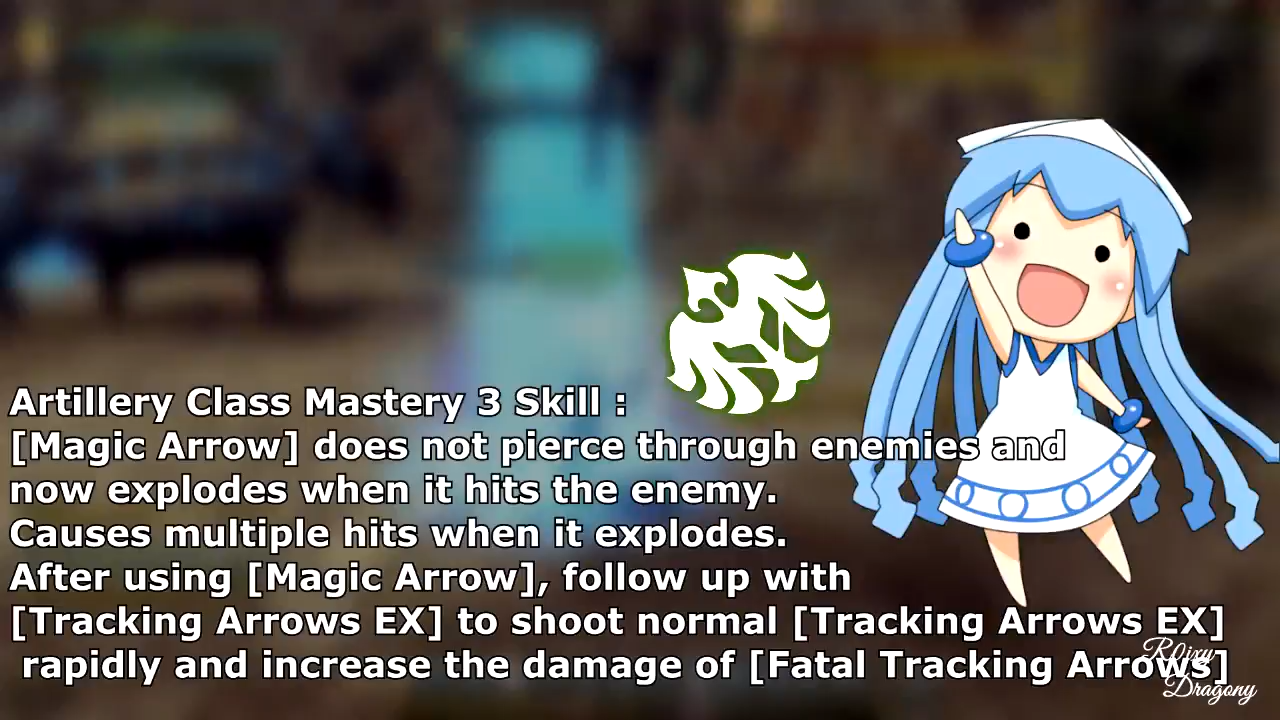 Artillery Class Mastery 3 Skill :
[Magic Arrow] does not pierce through enemies and
now explodes when it hits the enemy.
Causes multiple hits when it explodes.
After using [Magic Arrow], follow up with
[Tracking Arrows EX] to shoot normal [Tracking Arrows EX]
rapidly and increase the damage of [Fatal Tracking Arrows]
Dragony